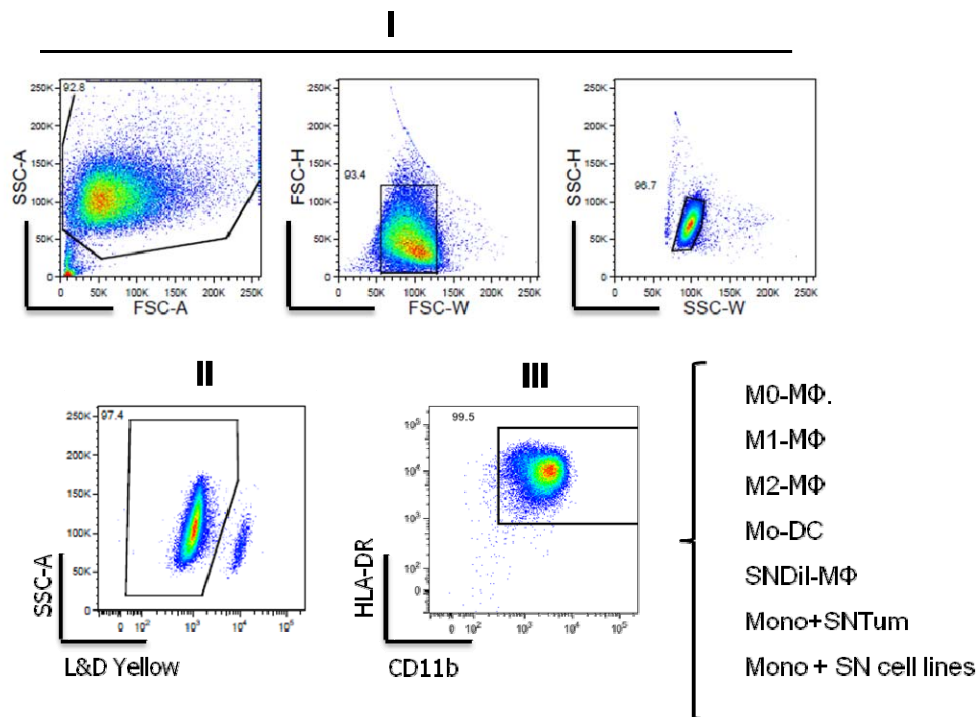 I
250K
200K
150K
100K
50K
0
92.8
SSC-A
0 50K 100K 150K 200K 250K
FSC-A
250K
200K
150K
100K
50K
0
93.4
FSC-H
0 50K 100K 150K 200K 250K
FSC-W
250K
200K
150K
100K
50K
0
96.7
SSC-H
50K 100K 150K 200K 250K
SSC-W
II
250K
200K
150K
100K
50K
0
97.4
SSC-A
0 10² 10³ 10⁴ 10⁵
L&D Yellow
III
99.5
10⁵
10⁴
10³
10²
0
HLA-DR
0 10² 10³ 10⁴ 10⁵
CD11b
M0-MΦ.
M1-MΦ
M2-MΦ
Mo-DC
SNDil-MΦ
Mono+SNTum
Mono + SN cell lines